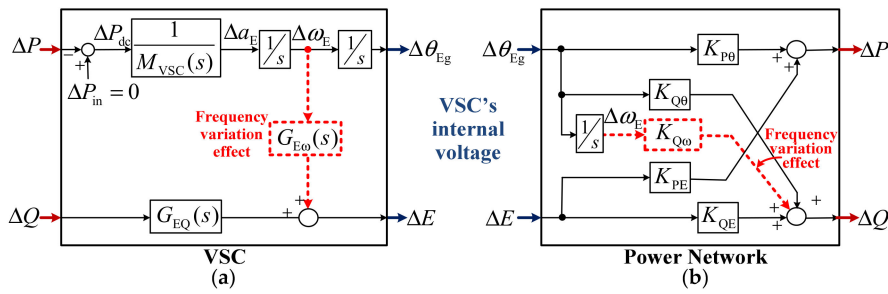 ΔP
−
+
ΔP_dc
ΔP_in = 0
1
M_VSC(s)
Δa_E
1/s
Δω_E
1/s
Δθ_Eg
Frequency
variation
effect
G_Eω(s)
ΔQ
G_EQ(s)
+
+
ΔE
VSC
(a)
VSC's
internal
voltage
Δθ_Eg
K_Pθ
+
+
ΔP
K_Qθ
1/s
Δω_E
K_Qω
Frequency
variation
effect
K_PE
ΔE
K_QE
+
+
+
ΔQ
Power Network
(b)